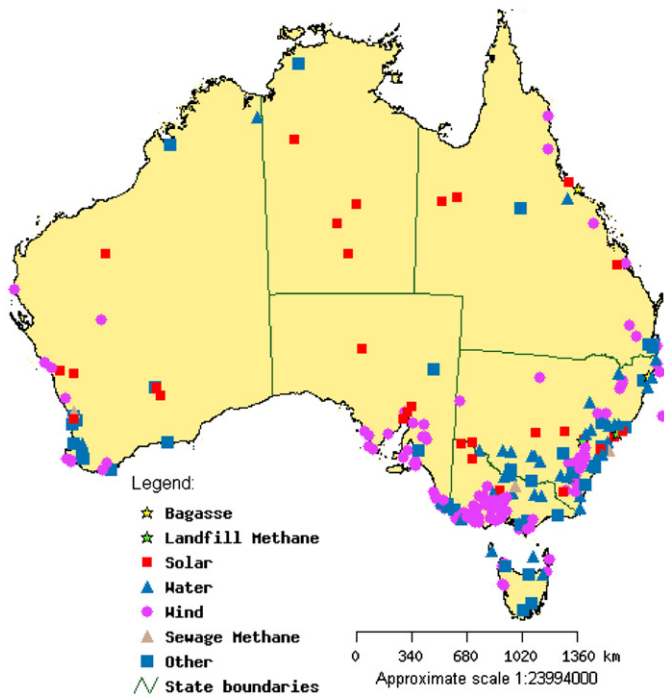 Legend:
Bagasse
Landfill Methane
Solar
Water
Wind
Sewage Methane
Other
State boundaries
0 340 680 1020 1360 km
Approximate scale 1:23994000